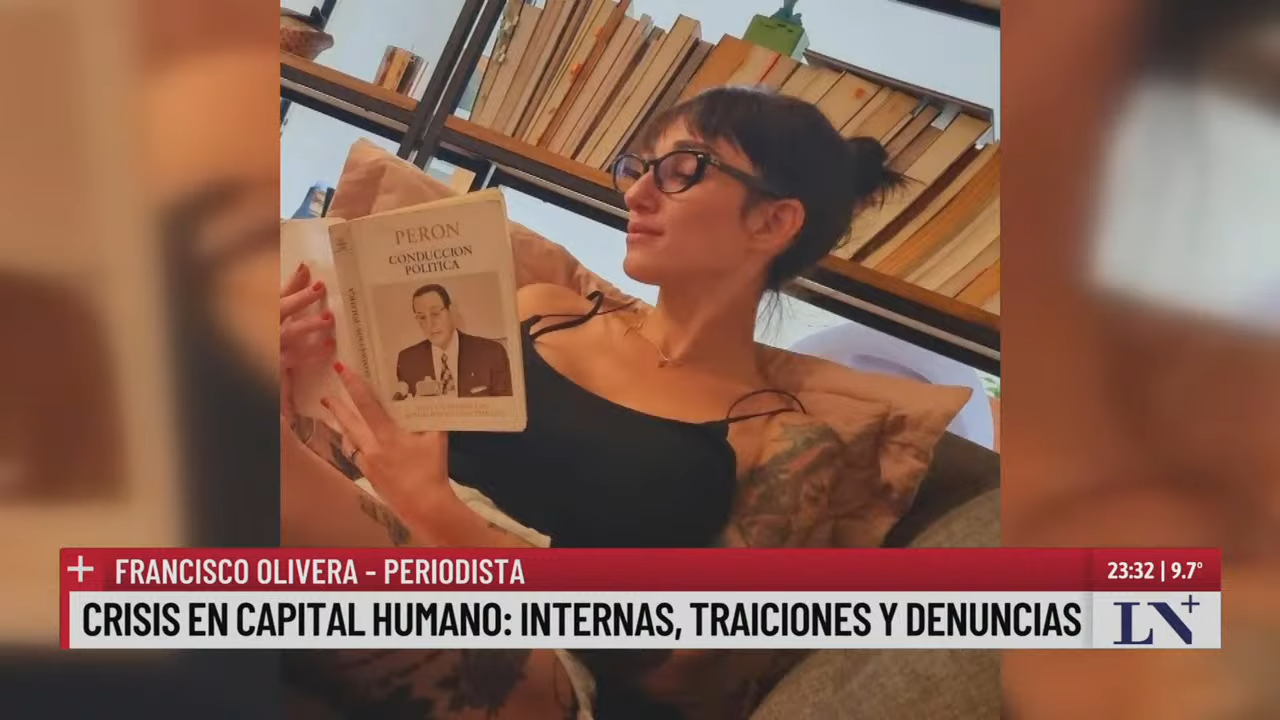 PERON
CONDUCCION
POLITICA
FRANCISCO OLIVERA - PERIODISTA
23:32 | 9.7°
CRISIS EN CAPITAL HUMANO: INTERNAS, TRAICIONES Y DENUNCIAS
LN+